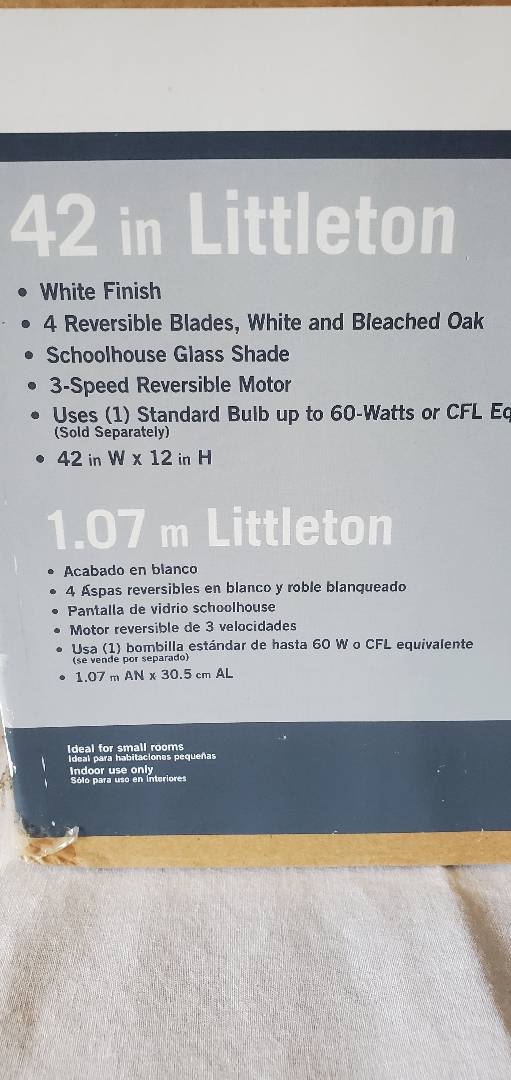 42 in Littleton
• White Finish
• 4 Reversible Blades, White and Bleached Oak
• Schoolhouse Glass Shade
• 3-Speed Reversible Motor
• Uses (1) Standard Bulb up to 60-Watts or CFL
(Sold Separately)
• 42 in W x 12 in H
1.07 m Littleton
• Acabado en blanco
• 4 Aspas reversibles en blanco y roble blanqueado
• Pantalla de vidrio schoolhouse
• Motor reversible de 3 velocidades
• Usa (1) bombilla estándar de hasta 60 W o CFL equivalente
(se vende por separado)
• 1.07 m AN x 30.5 cm AL
Ideal for small rooms
Ideal para habitaciones pequeñas
Indoor use only
Sólo para uso en interiores